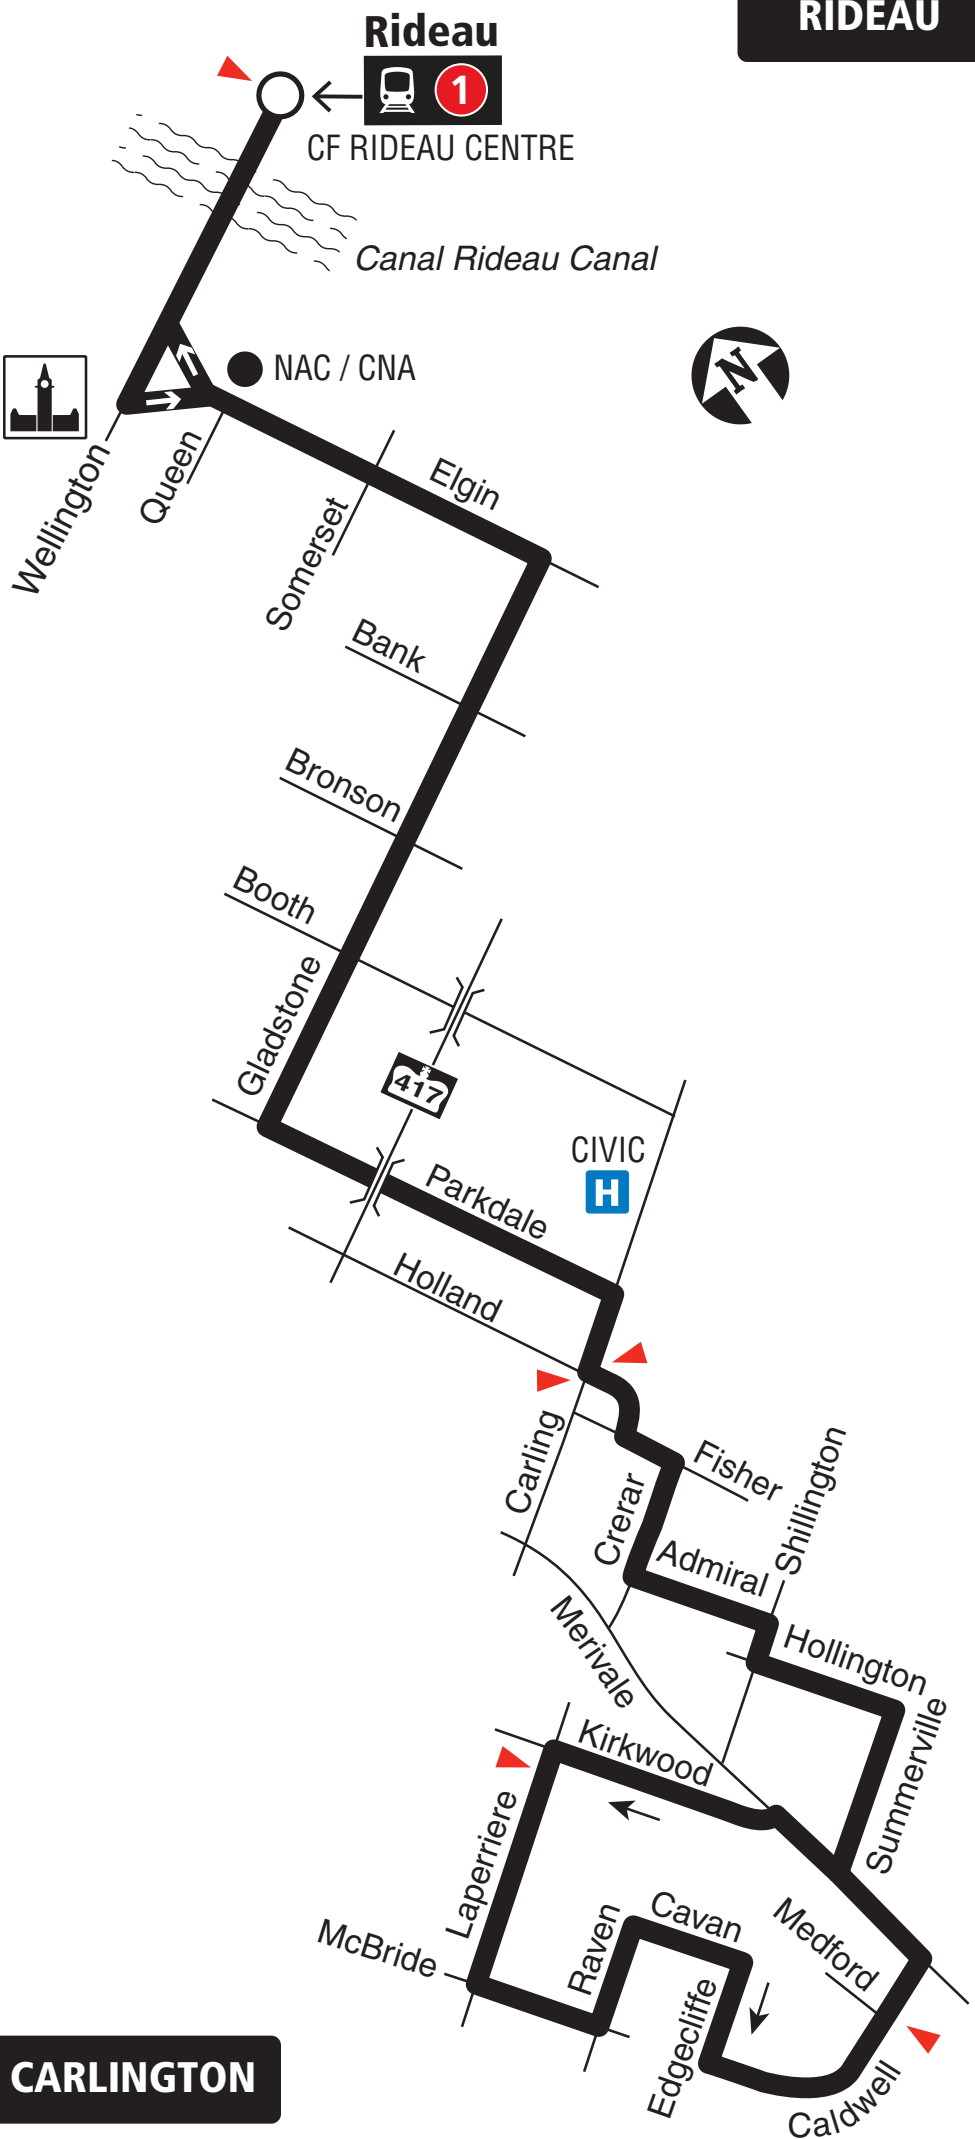 RIDEAU
Rideau
1
CF RIDEAU CENTRE
Canal Rideau Canal
NAC / CNA
N
Wellington
Queen
Somerset
Elgin
Bank
Bronson
Booth
Gladstone
417
CIVIC
H
Parkdale
Holland
Carling
Fisher
Crerar
Shillington
Admiral
Merivale
Hollington
Kirkwood
Summerville
Laperriere
McBride
Raven
Cavan
Medford
Edgecliffe
Caldwell
CARLINGTON